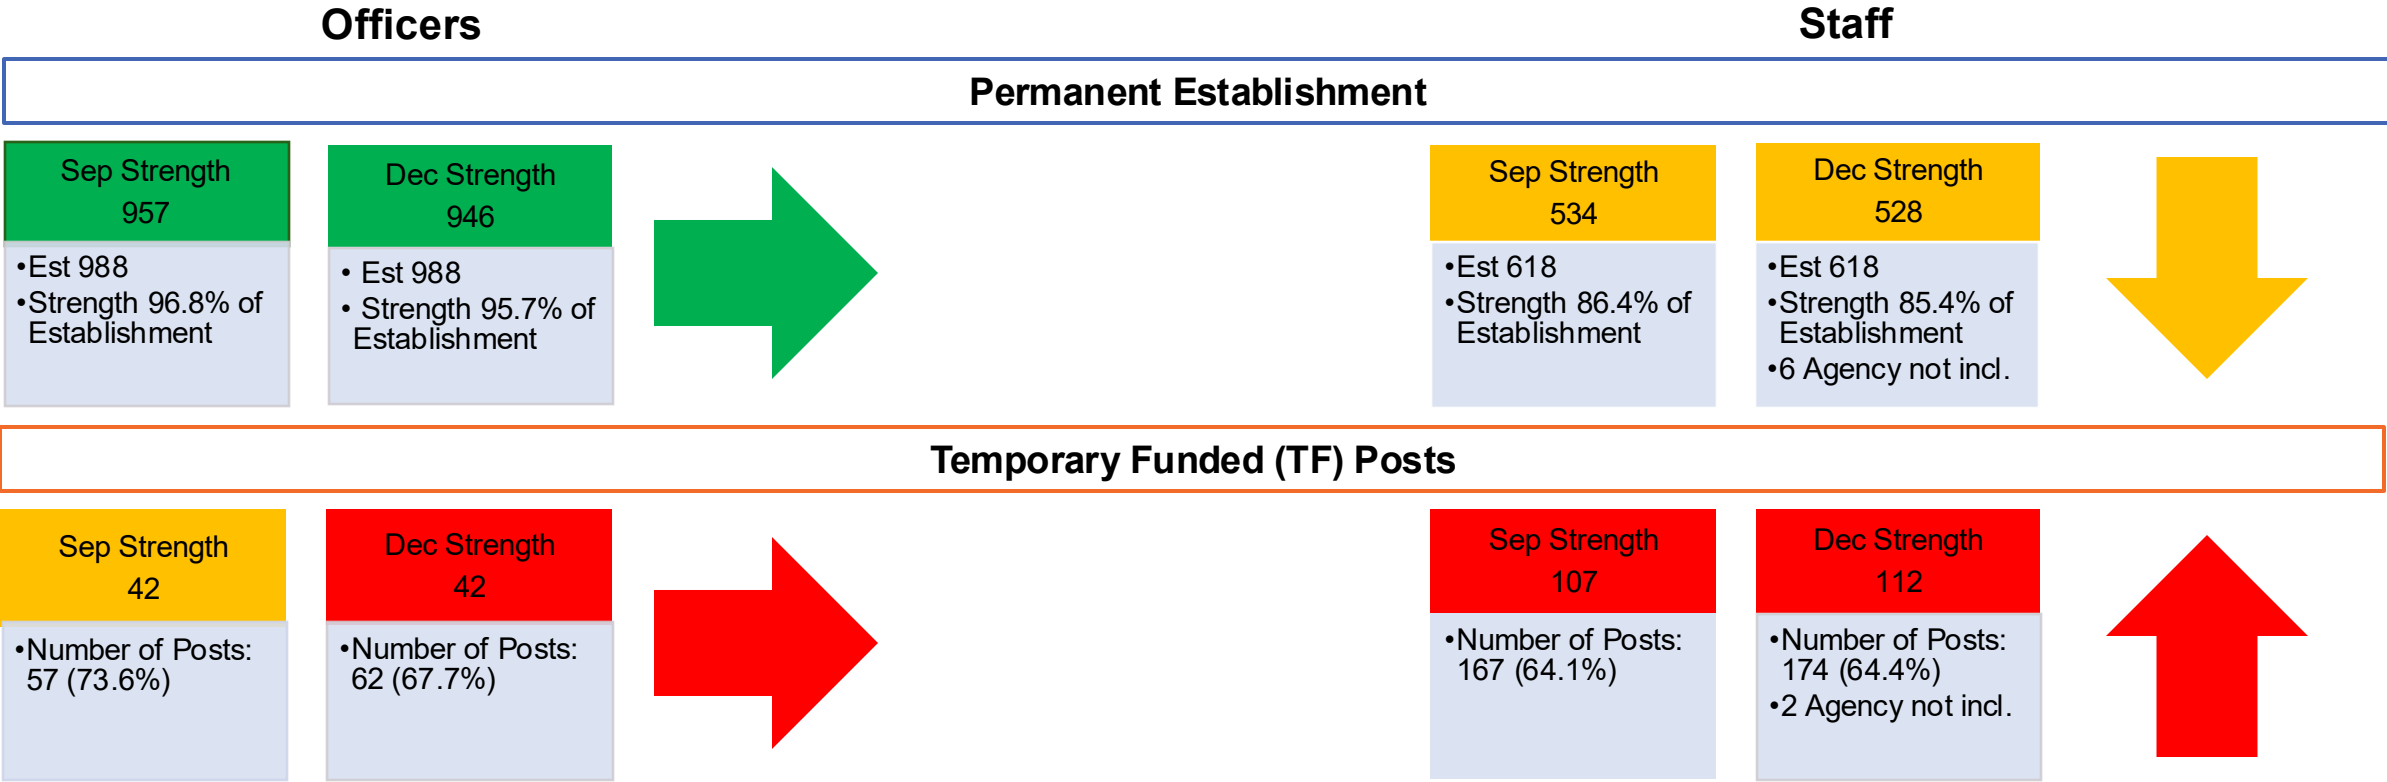 Officers
Staff
Permanent Establishment
Sep Strength
957
•Est 988
•Strength 96.8% of
Establishment
Dec Strength
946
• Est 988
• Strength 95.7% of
Establishment
Sep Strength
534
•Est 618
•Strength 86.4% of
Establishment
Dec Strength
528
•Est 618
•Strength 85.4% of
Establishment
•6 Agency not incl.
Temporary Funded (TF) Posts
Sep Strength
42
•Number of Posts:
57 (73.6%)
Dec Strength
42
•Number of Posts:
62 (67.7%)
Sep Strength
107
•Number of Posts:
167 (64.1%)
Dec Strength
112
•Number of Posts:
174 (64.4%)
•2 Agency not incl.